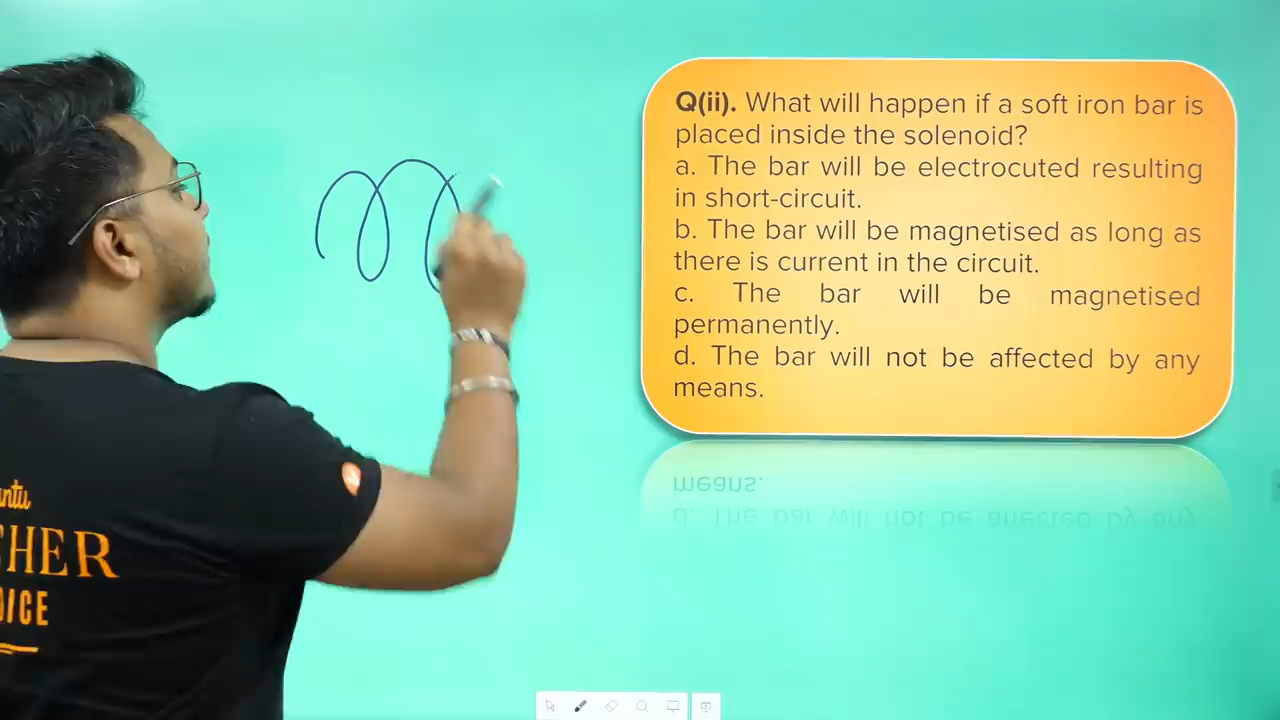 Q(ii). What will happen if a soft iron bar is
placed inside the solenoid?
a. The bar will be electrocuted resulting
in short-circuit.
b. The bar will be magnetised as long as
there is current in the circuit.
c. The bar will be magnetised
permanently.
d. The bar will not be affected by any
means.